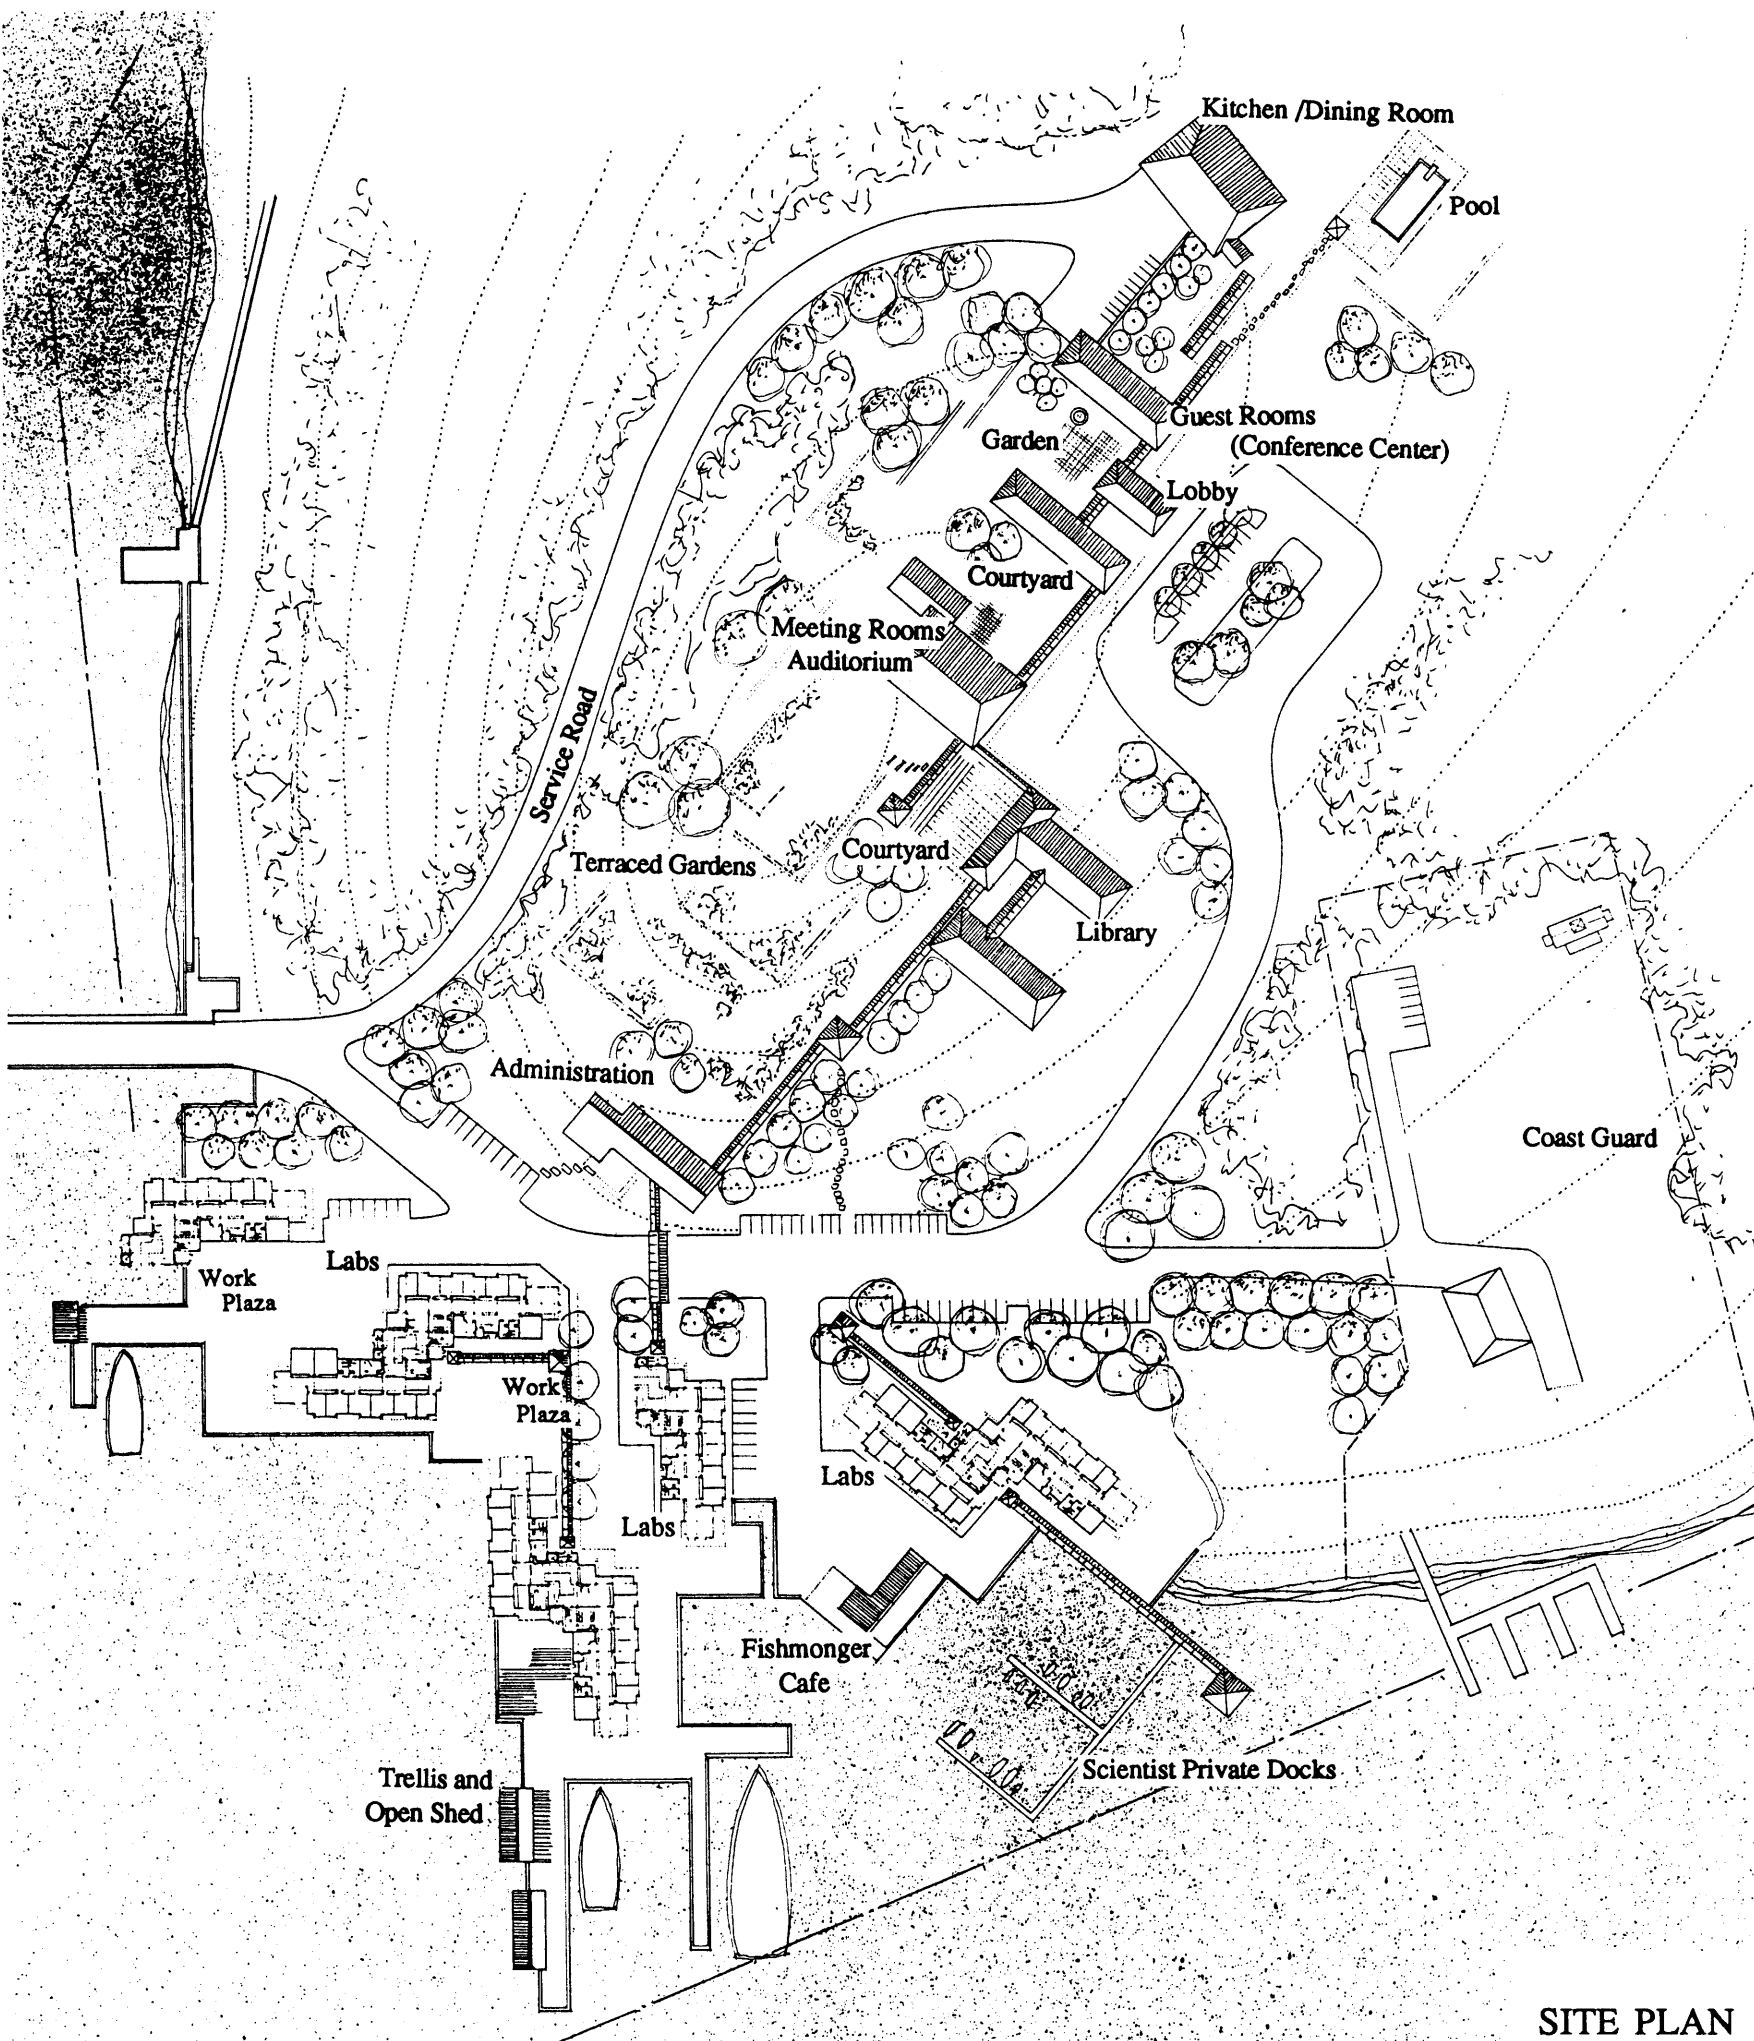 Kitchen /Dining Room
Pool
Guest Rooms
(Conference Center)
Garden
Lobby
Courtyard
Meeting Rooms
Auditorium
Service Road
Courtyard
Terraced Gardens
Library
Administration
Coast Guard
Labs
Work
Plaza
Work
Plaza
Labs
Labs
Fishmonger
Cafe
Scientist Private Docks
Trellis and
Open Shed
SITE PLAN